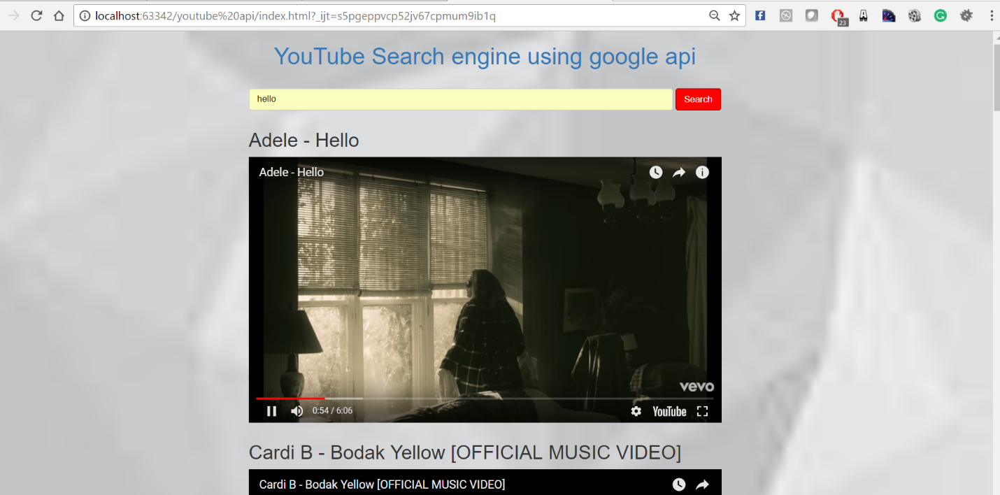 localhost:63342/youtube%20api/index.html?_ijt=s5pgeppvcp52jv67cpmum9ib1q
23
YouTube Search engine using google api
hello Search
Adele - Hello
Adele - Hello
vevo
0:54 / 6:06 YouTube
Cardi B - Bodak Yellow [OFFICIAL MUSIC VIDEO]
Cardi B - Bodak Yellow [OFFICIAL MUSIC VIDEO]